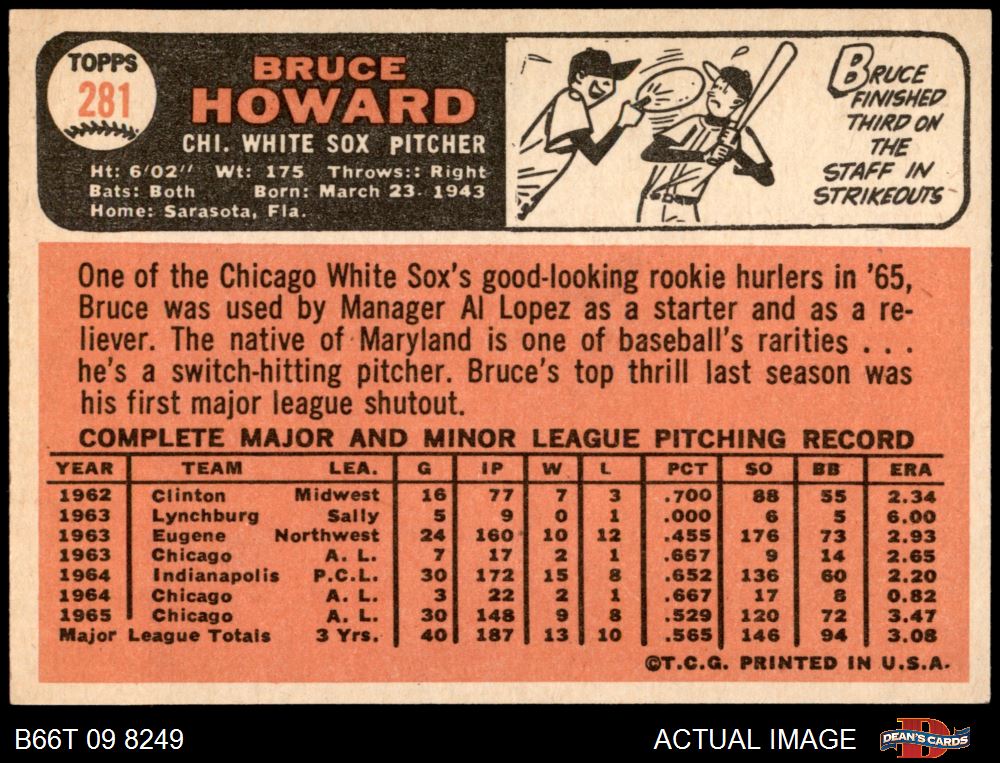 TOPPS
281
BRUCE
HOWARD
CHI. WHITE SOX PITCHER
Ht: 6'02" Wt: 175 Throws:: Right
Bats: Both Born: March 23. 1943
Home: Sarasota, Fla.
BRUCE
FINISHED
THIRD ON
THE
STAFF IN
STRIKEOUTS
One of the Chicago White Sox's good-looking rookie hurlers in '65,
Bruce was used by Manager Al Lopez as a starter and as a re-
liever. The native of Maryland is one of baseball's rarities . . .
he's a switch-hitting pitcher. Bruce's top thrill last season was
his first major league shutout.
COMPLETE MAJOR AND MINOR LEAGUE PITCHING RECORD
YEAR TEAM LEA. G IP W L PCT SO BB ERA
1962 Clinton Midwest 16 77 7 3 .700 88 55 2.34
1963 Lynchburg Sally 5 9 0 1 .000 6 5 6.00
1963 Eugene Northwest 24 160 10 12 .455 176 73 2.93
1963 Chicago A. L. 7 17 2 1 .667 9 14 2.65
1964 Indianapolis P.C.L. 30 172 15 8 .652 136 60 2.20
1964 Chicago A. L. 3 22 2 1 .667 17 8 0.82
1965 Chicago A. L. 30 148 9 8 .529 120 72 3.47
Major League Totals 3 Yrs. 40 187 13 10 .565 146 94 3.08
©T.C.G. PRINTED IN U.S.A.
B66T 09 8249
ACTUAL IMAGE
D
DEAN'S CARDS